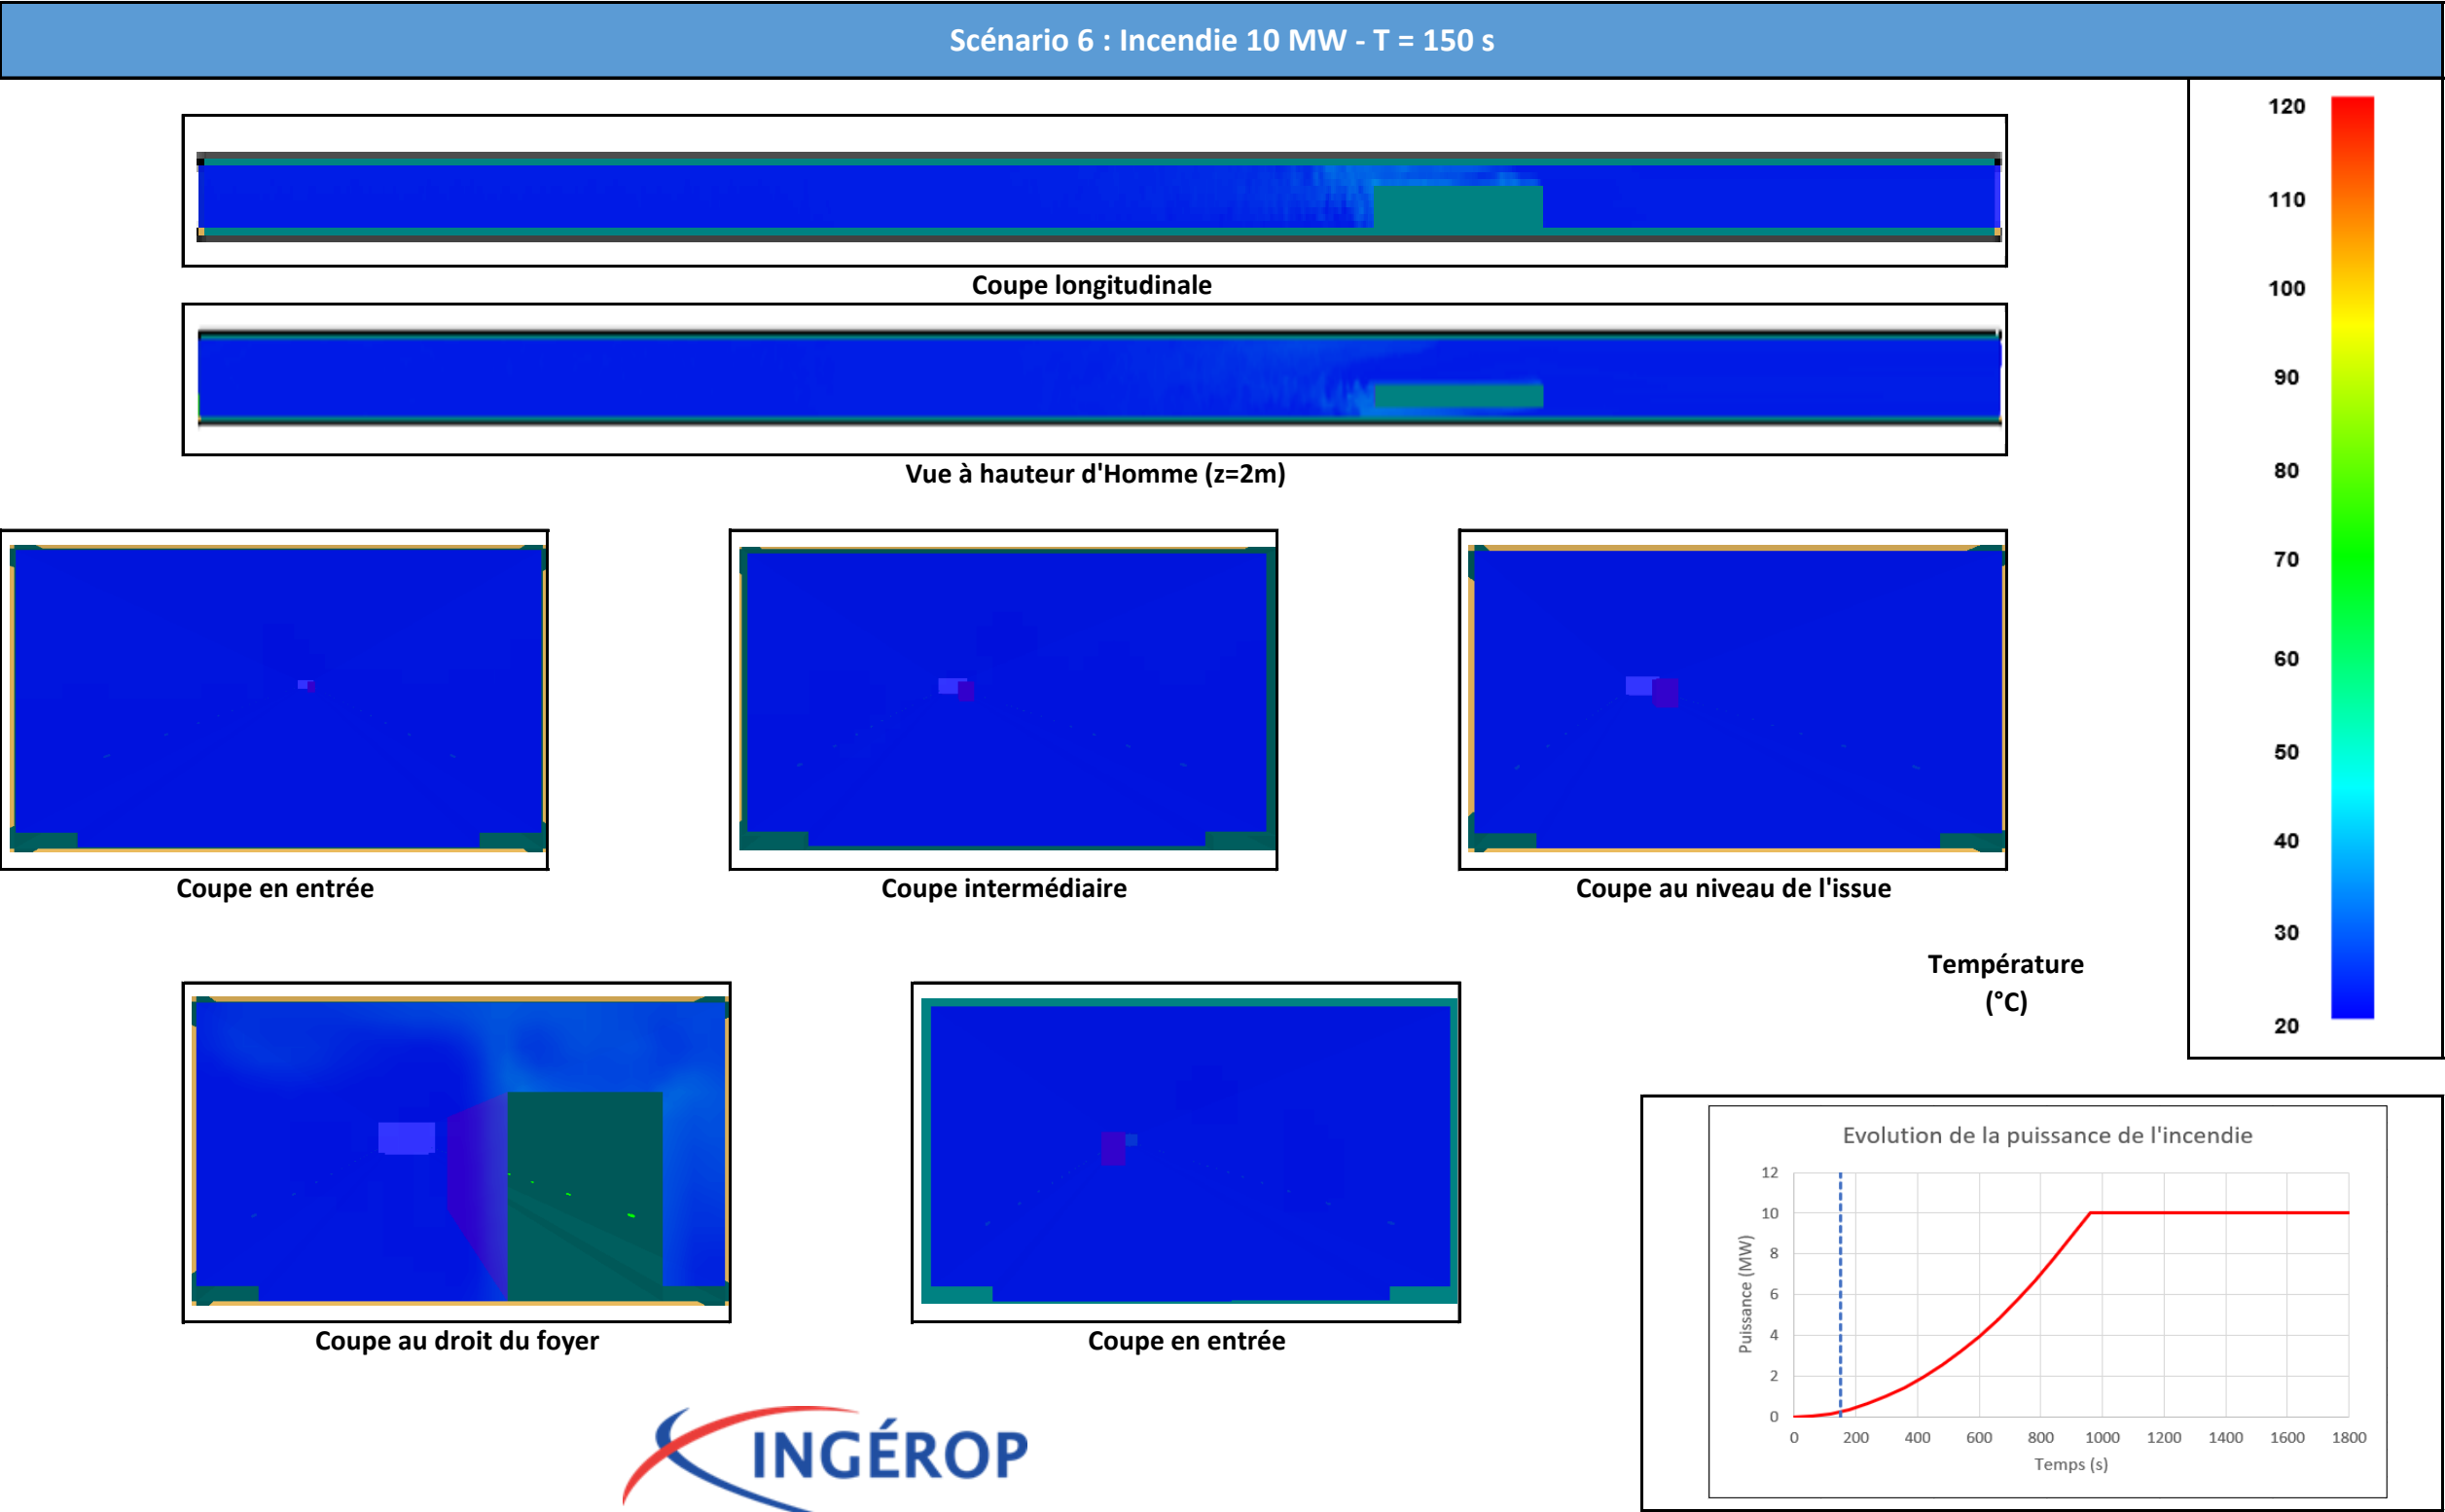 Scénario 6 : Incendie 10 MW - T = 150 s
120
110
100
90
80
70
60
50
40
30
20
Coupe longitudinale
Vue à hauteur d'Homme (z=2m)
Coupe en entrée
Coupe intermédiaire
Coupe au niveau de l'issue
Température
(°C)
Coupe au droit du foyer
Coupe en entrée
Evolution de la puissance de l'incendie
Puissance (MW)
12
10
8
6
4
2
0
0 200 400 600 800 1000 1200 1400 1600 1800
Temps (s)
INGÉROP